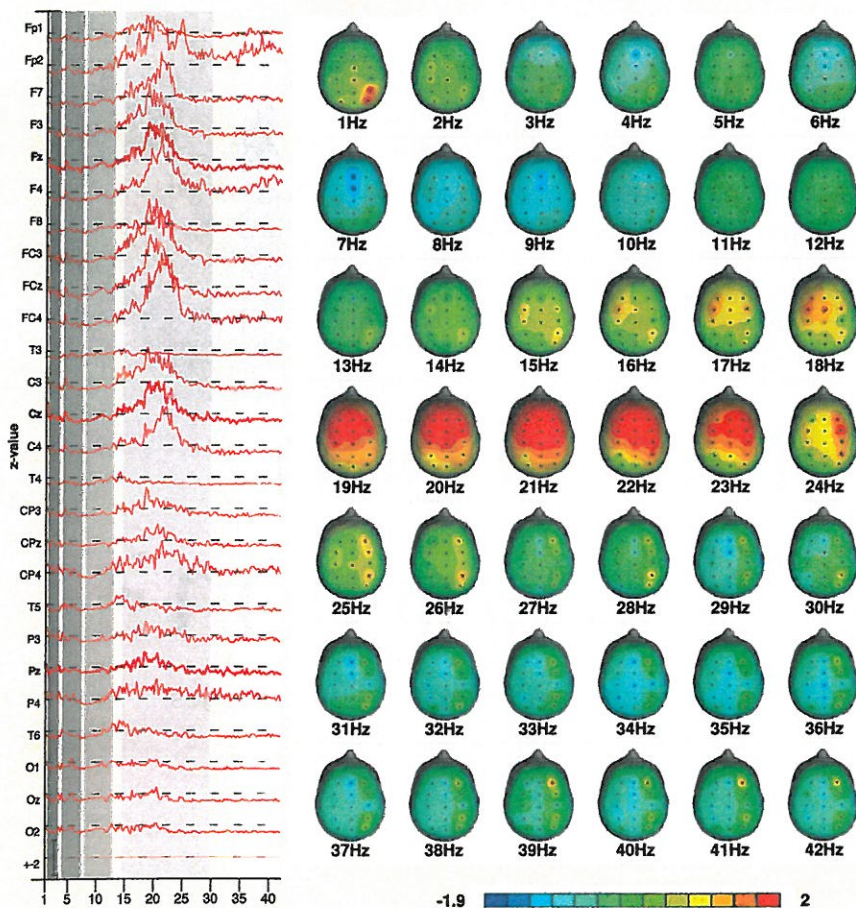 Fp1
Fp2
F7
F3
Fz
F4
F8
FC3
FCz
FC4
T3
C3
Cz
C4
T4
CP3
CPz
CP4
T5
P3
Pz
P4
T6
O1
Oz
O2
+-2
z-value
1 5 10 15 20 25 30 35 40
1Hz 2Hz 3Hz 4Hz 5Hz 6Hz
7Hz 8Hz 9Hz 10Hz 11Hz 12Hz
13Hz 14Hz 15Hz 16Hz 17Hz 18Hz
19Hz 20Hz 21Hz 22Hz 23Hz 24Hz
25Hz 26Hz 27Hz 28Hz 29Hz 30Hz
31Hz 32Hz 33Hz 34Hz 35Hz 36Hz
37Hz 38Hz 39Hz 40Hz 41Hz 42Hz
-1.9 2